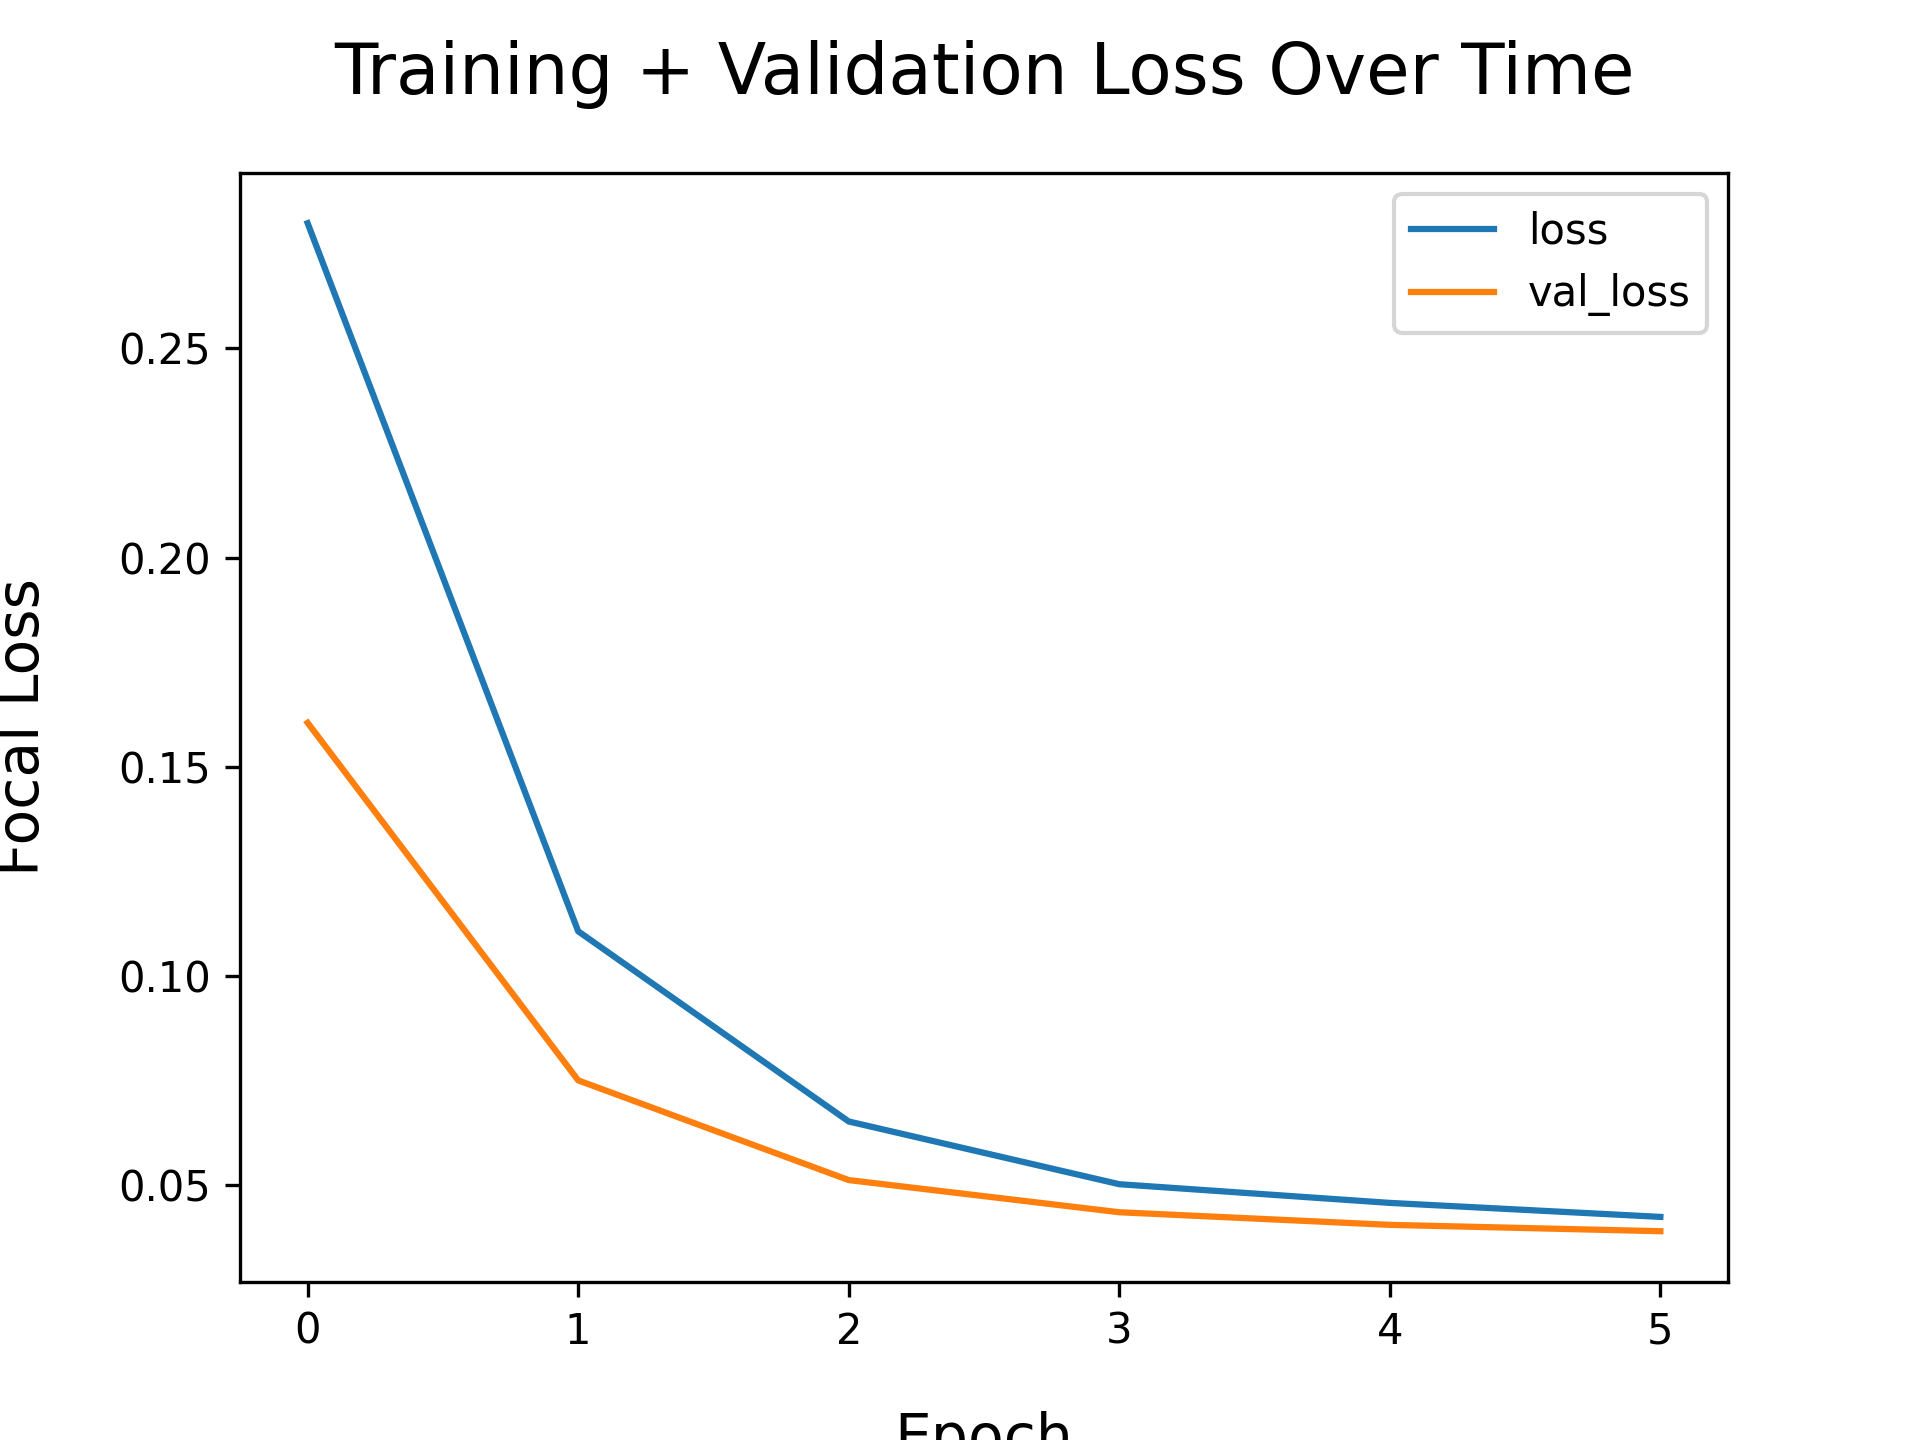 Training + Validation Loss Over Time
loss
val_loss
Focal Loss
0.25
0.20
0.15
0.10
0.05
0 1 2 3 4 5
Epoch